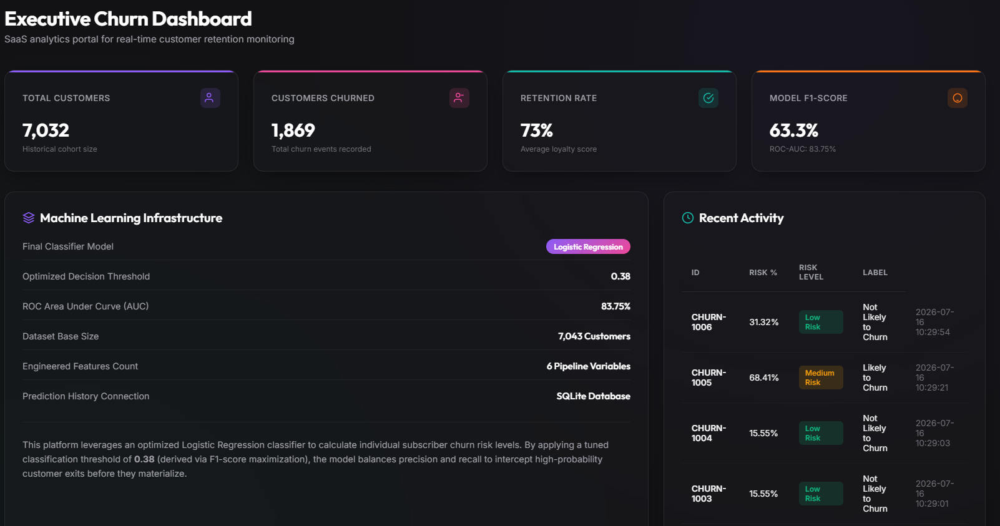 Executive Churn Dashboard
SaaS analytics portal for real-time customer retention monitoring
TOTAL CUSTOMERS
7,032
Historical cohort size
CUSTOMERS CHURNED
1,869
Total churn events recorded
RETENTION RATE
73%
Average loyalty score
MODEL F1-SCORE
63.3%
ROC-AUC: 83.75%
Machine Learning Infrastructure
Final Classifier Model
Logistic Regression
Optimized Decision Threshold
0.38
ROC Area Under Curve (AUC)
83.75%
Dataset Base Size
7,043 Customers
Engineered Features Count
6 Pipeline Variables
Prediction History Connection
SQLite Database
This platform leverages an optimized Logistic Regression classifier to calculate individual subscriber churn risk levels. By applying a tuned
classification threshold of 0.38 (derived via F1-score maximization), the model balances precision and recall to intercept high-probability
customer exits before they materialize.
Recent Activity
ID
RISK %
RISK
LEVEL
LABEL
CHURN-
1006
31.32%
Low
Risk
Not
Likely
to
Churn
2026-07-
16
10:29:54
CHURN-
1005
68.41%
Medium
Risk
Likely
to
Churn
2026-07-
16
10:29:21
CHURN-
1004
15.55%
Low
Risk
Not
Likely
to
Churn
2026-07-
16
10:29:03
CHURN-
1003
15.55%
Low
Risk
Not
Likely
to
Churn
2026-07-
16
10:29:01